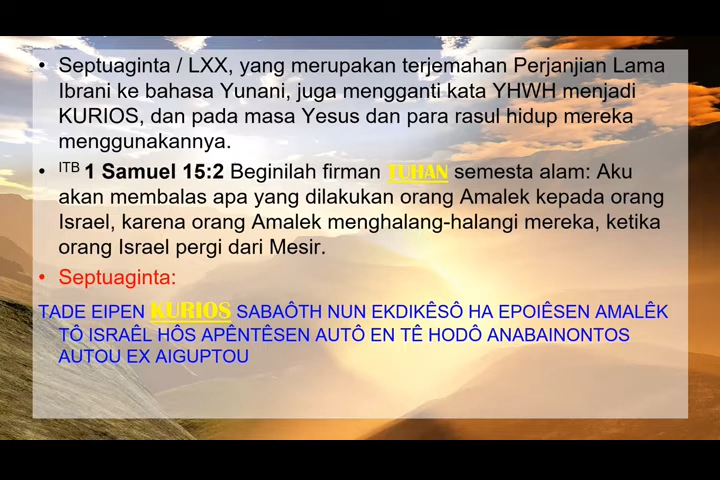 • Septuaginta / LXX, yang merupakan terjemahan Perjanjian Lama
Ibrani ke bahasa Yunani, juga mengganti kata YHWH menjadi
KURIOS, dan pada masa Yesus dan para rasul hidup mereka
menggunakannya.
• ITB 1 Samuel 15:2 Beginilah firman TUHAN semesta alam: Aku
akan membalas apa yang dilakukan orang Amalek kepada orang
Israel, karena orang Amalek menghalang-halangi mereka, ketika
orang Israel pergi dari Mesir.
• Septuaginta:
TADE EIPEN KURIOS SABAÔTH NUN EKDIKÊSÔ HA EPOIÊSEN AMALÊK
TÔ ISRAÊL HÔS APÊNTÊSEN AUTÔ EN TÊ HODÔ ANABAINONTOS
AUTOU EX AIGUPTOU